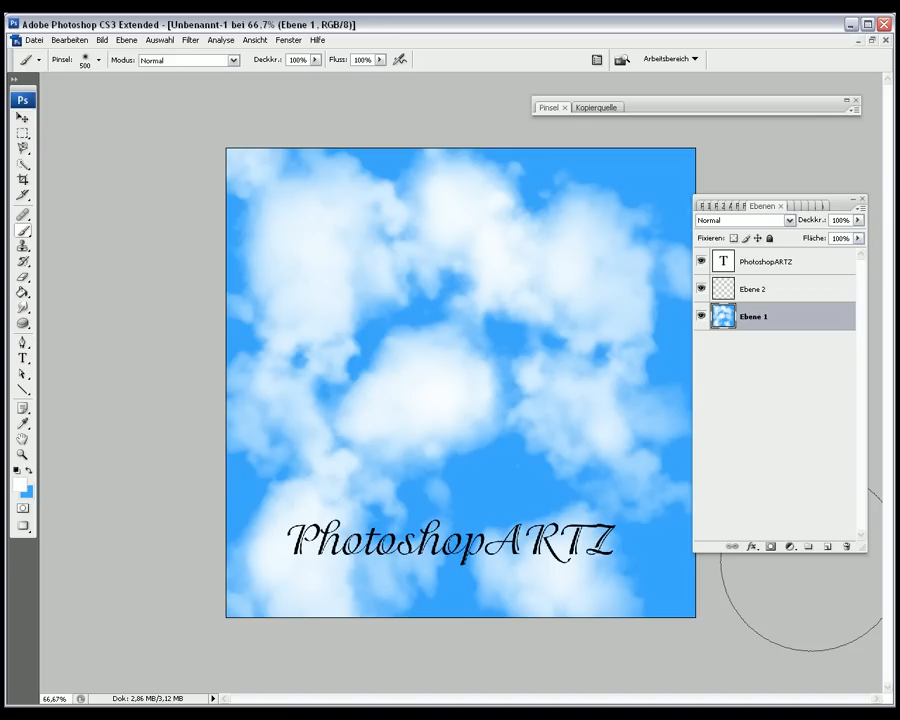 Adobe Photoshop CS3 Extended - [Unbenannt-1 bei 66,7% (Ebene 1, RGB/8)]
Datei Bearbeiten Bild Ebene Auswahl Filter Analyse Ansicht Fenster Hilfe
Pinsel: 500 Modus: Normal Deckkr.: 100% Fluss: 100% Arbeitsbereich
Ps
Pinsel Kopierquelle
Ebenen
Normal Deckkr.: 100%
Fixieren: Fläche: 100%
T PhotoshopARTZ
Ebene 2
Ebene 1
T
PhotoshopARTZ
fx
66,67% Dok: 2,86 MB/3,12 MB